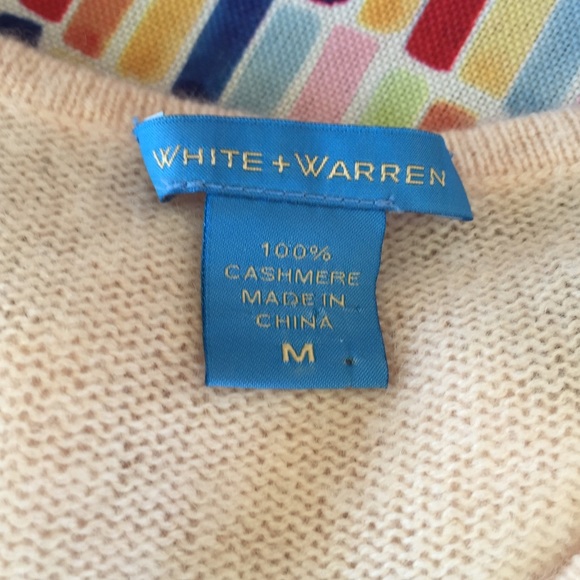 WHITE + WARREN
100%
CASHMERE
MADE IN
CHINA
M